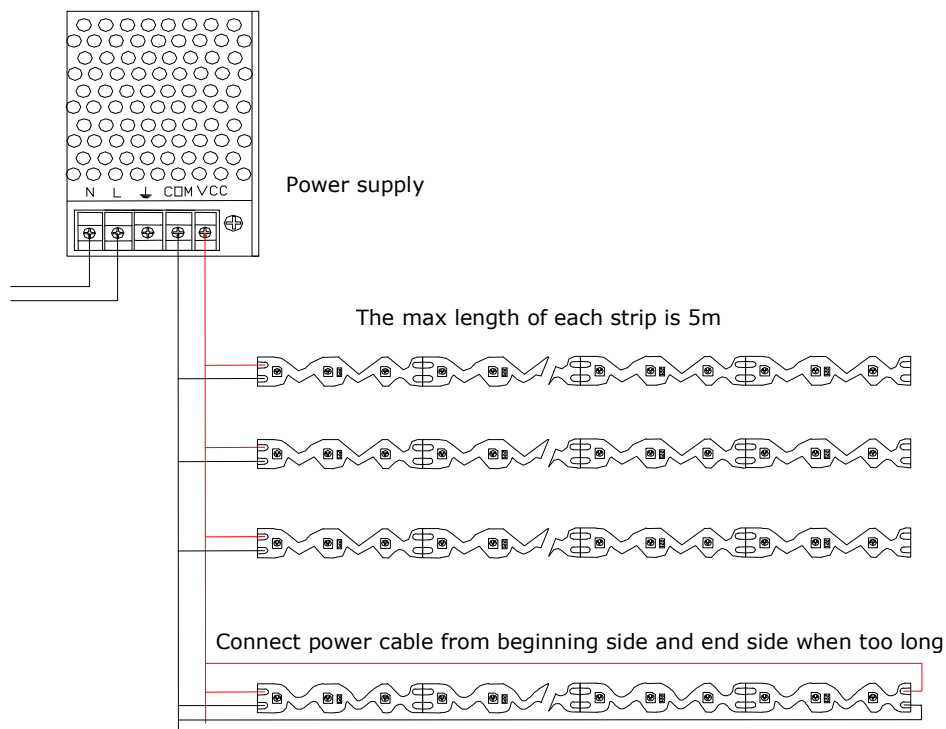 N L ⏚ COM VCC
Power supply
The max length of each strip is 5m
Connect power cable from beginning side and end side when too long